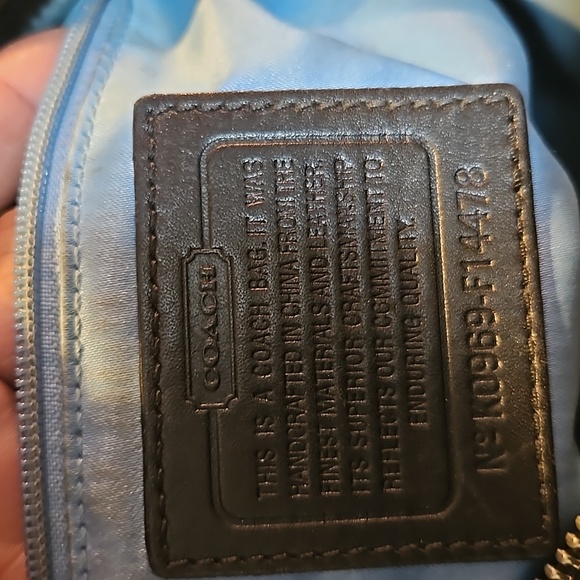 COACH
THIS IS A COACH BAG. IT WAS
HANDCRAFTED IN CHINA FROM THE
FINEST MATERIALS AND LEATHER.
ITS SUPERIOR CRAFTSMANSHIP
REFLECTS OUR COMMITMENT TO
ENDURING QUALITY.
Nº K0969-F14478